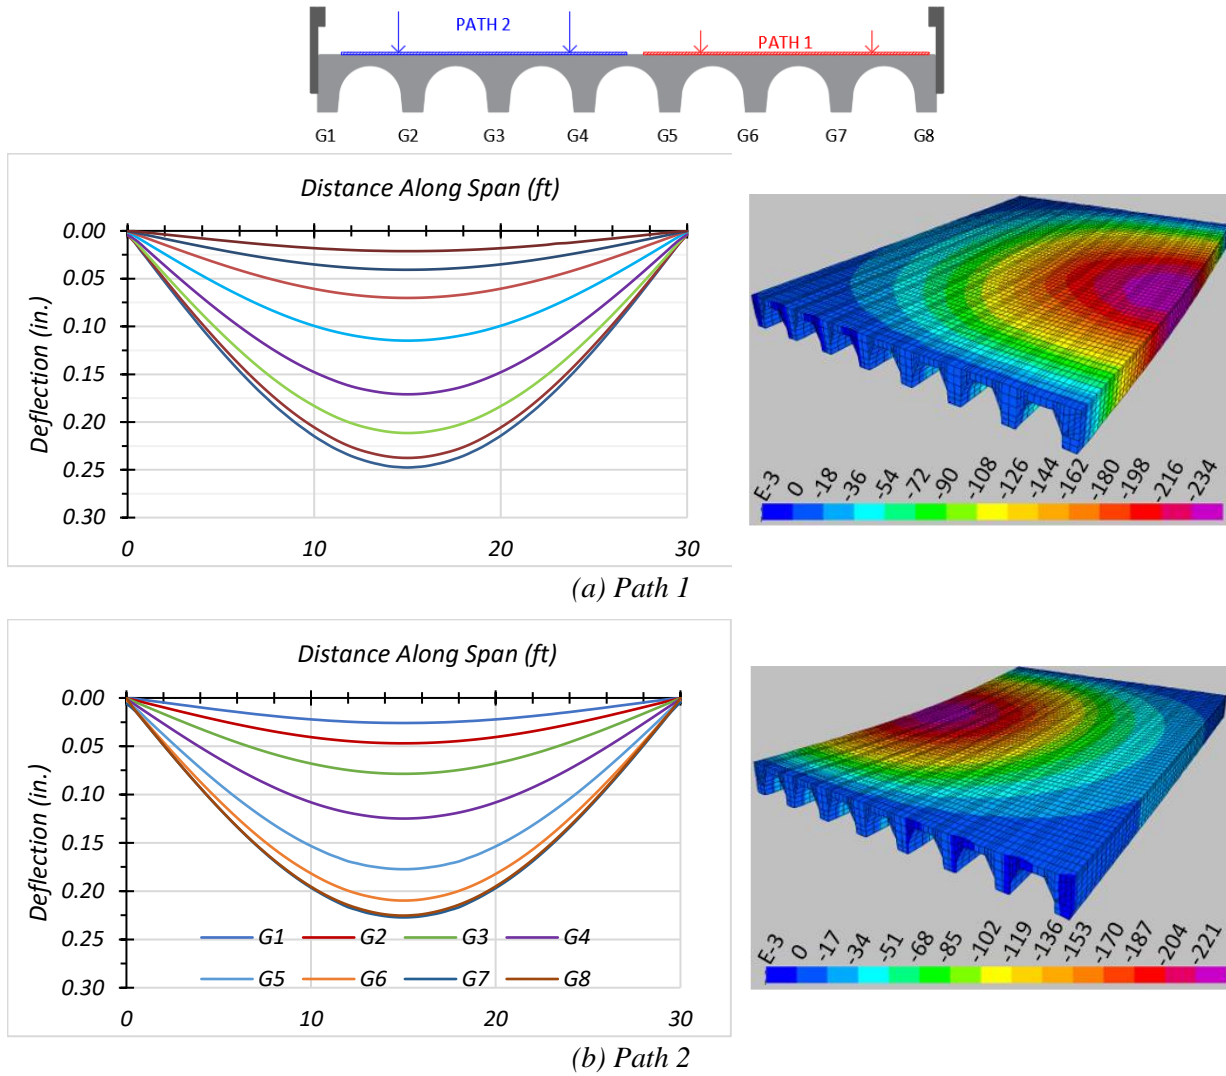 PATH 2
PATH 1
G1 G2 G3 G4 G5 G6 G7 G8
Distance Along Span (ft)
0.00
0.05
0.10
0.15
0.20
0.25
0.30
Deflection (in.)
0 10 20 30
E-3 0 -18 -36 -54 -72 -90 -108 -126 -144 -162 -180 -198 -216 -234
(a) Path 1
Distance Along Span (ft)
0.00
0.05
0.10
0.15
0.20
0.25
0.30
Deflection (in.)
G1 G2 G3 G4
G5 G6 G7 G8
0 10 20 30
E-3 0 -17 -34 -51 -68 -85 -102 -119 -136 -153 -170 -187 -204 -221
(b) Path 2